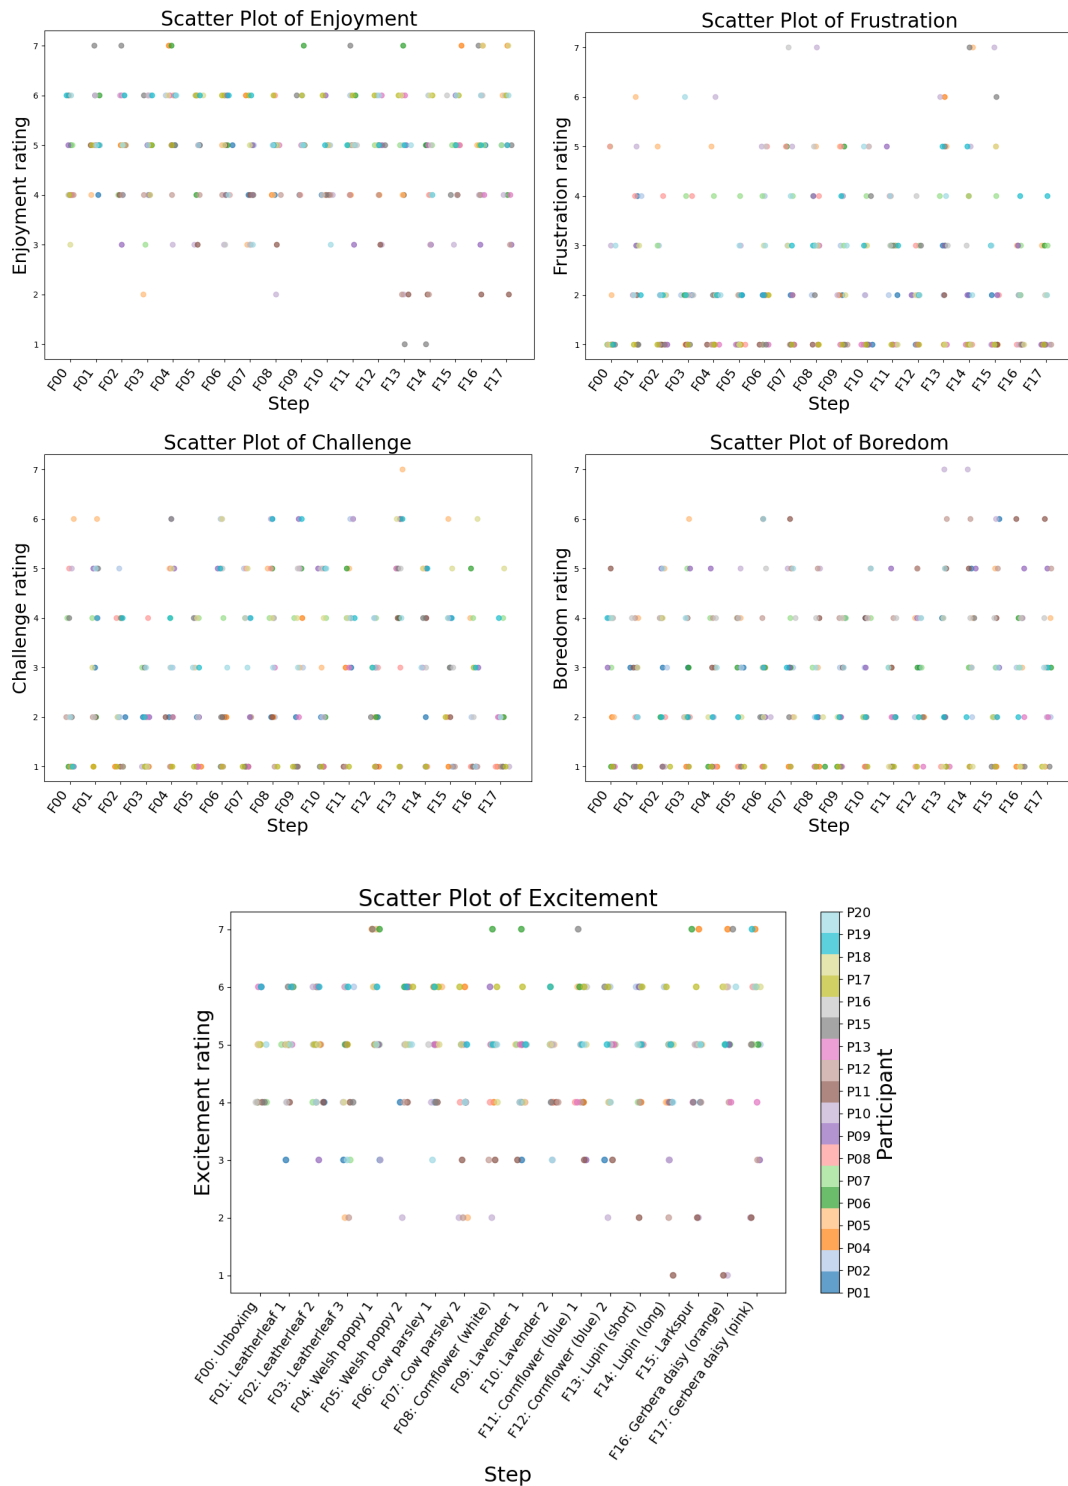 Scatter Plot of Enjoyment
Enjoyment rating
7
6
5
4
3
2
1
F00
F01
F02
F03
F04
F05
F06
F07
F08
F09
F10
F11
F12
F13
F14
F15
F16
F17
Step
Scatter Plot of Frustration
Frustration rating
7
6
5
4
3
2
1
F00
F01
F02
F03
F04
F05
F06
F07
F08
F09
F10
F11
F12
F13
F14
F15
F16
F17
Step
Scatter Plot of Challenge
Challenge rating
7
6
5
4
3
2
1
F00
F01
F02
F03
F04
F05
F06
F07
F08
F09
F10
F11
F12
F13
F14
F15
F16
F17
Step
Scatter Plot of Boredom
Boredom rating
7
6
5
4
3
2
1
F00
F01
F02
F03
F04
F05
F06
F07
F08
F09
F10
F11
F12
F13
F14
F15
F16
F17
Step
Scatter Plot of Excitement
Excitement rating
7
6
5
4
3
2
1
F00: Unboxing
F01: Leatherleaf 1
F02: Leatherleaf 2
F03: Leatherleaf 3
F04: Welsh poppy 1
F05: Welsh poppy 2
F06: Cow parsley 1
F07: Cow parsley 2
F08: Cornflower (white)
F09: Lavender 1
F10: Lavender 2
F11: Cornflower (blue) 1
F12: Cornflower (blue) 2
F13: Lupin (short)
F14: Lupin (long)
F15: Larkspur
F16: Gerbera daisy (orange)
F17: Gerbera daisy (pink)
Step
P20
P19
P18
P17
P16
P15
P13
P12
P11
P10
P09
P08
P07
P06
P05
P04
P02
P01
Participant